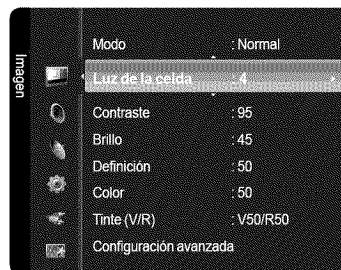 Imagen
Modo : Normal
Luz de la celda : 4
Contraste : 95
Brillo : 45
Definición : 50
Color : 50
Tinte (V/R) : V50/R50
Configuración avanzada